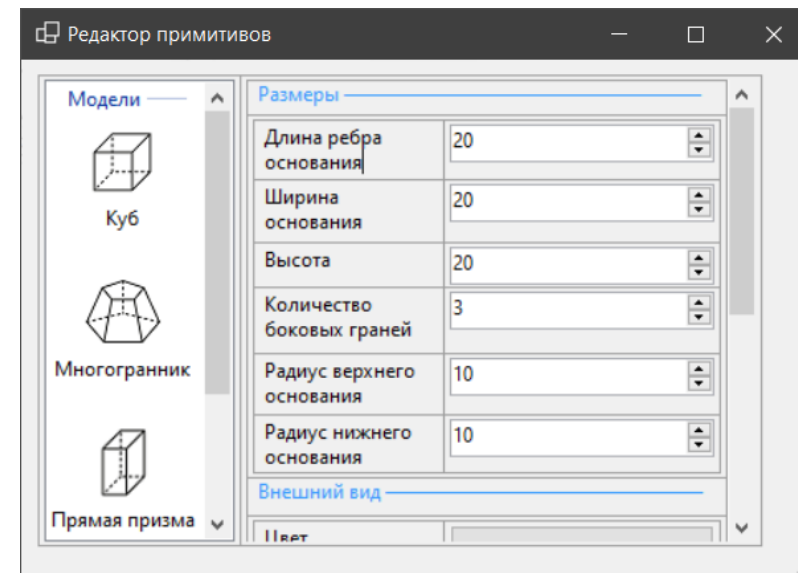 Редактор примитивов
Модели
Куб
Многогранник
Прямая призма
Размеры
Длина ребра
основания
20
Ширина
основания
20
Высота
20
Количество
боковых граней
3
Радиус верхнего
основания
10
Радиус нижнего
основания
10
Внешний вид
Цвет